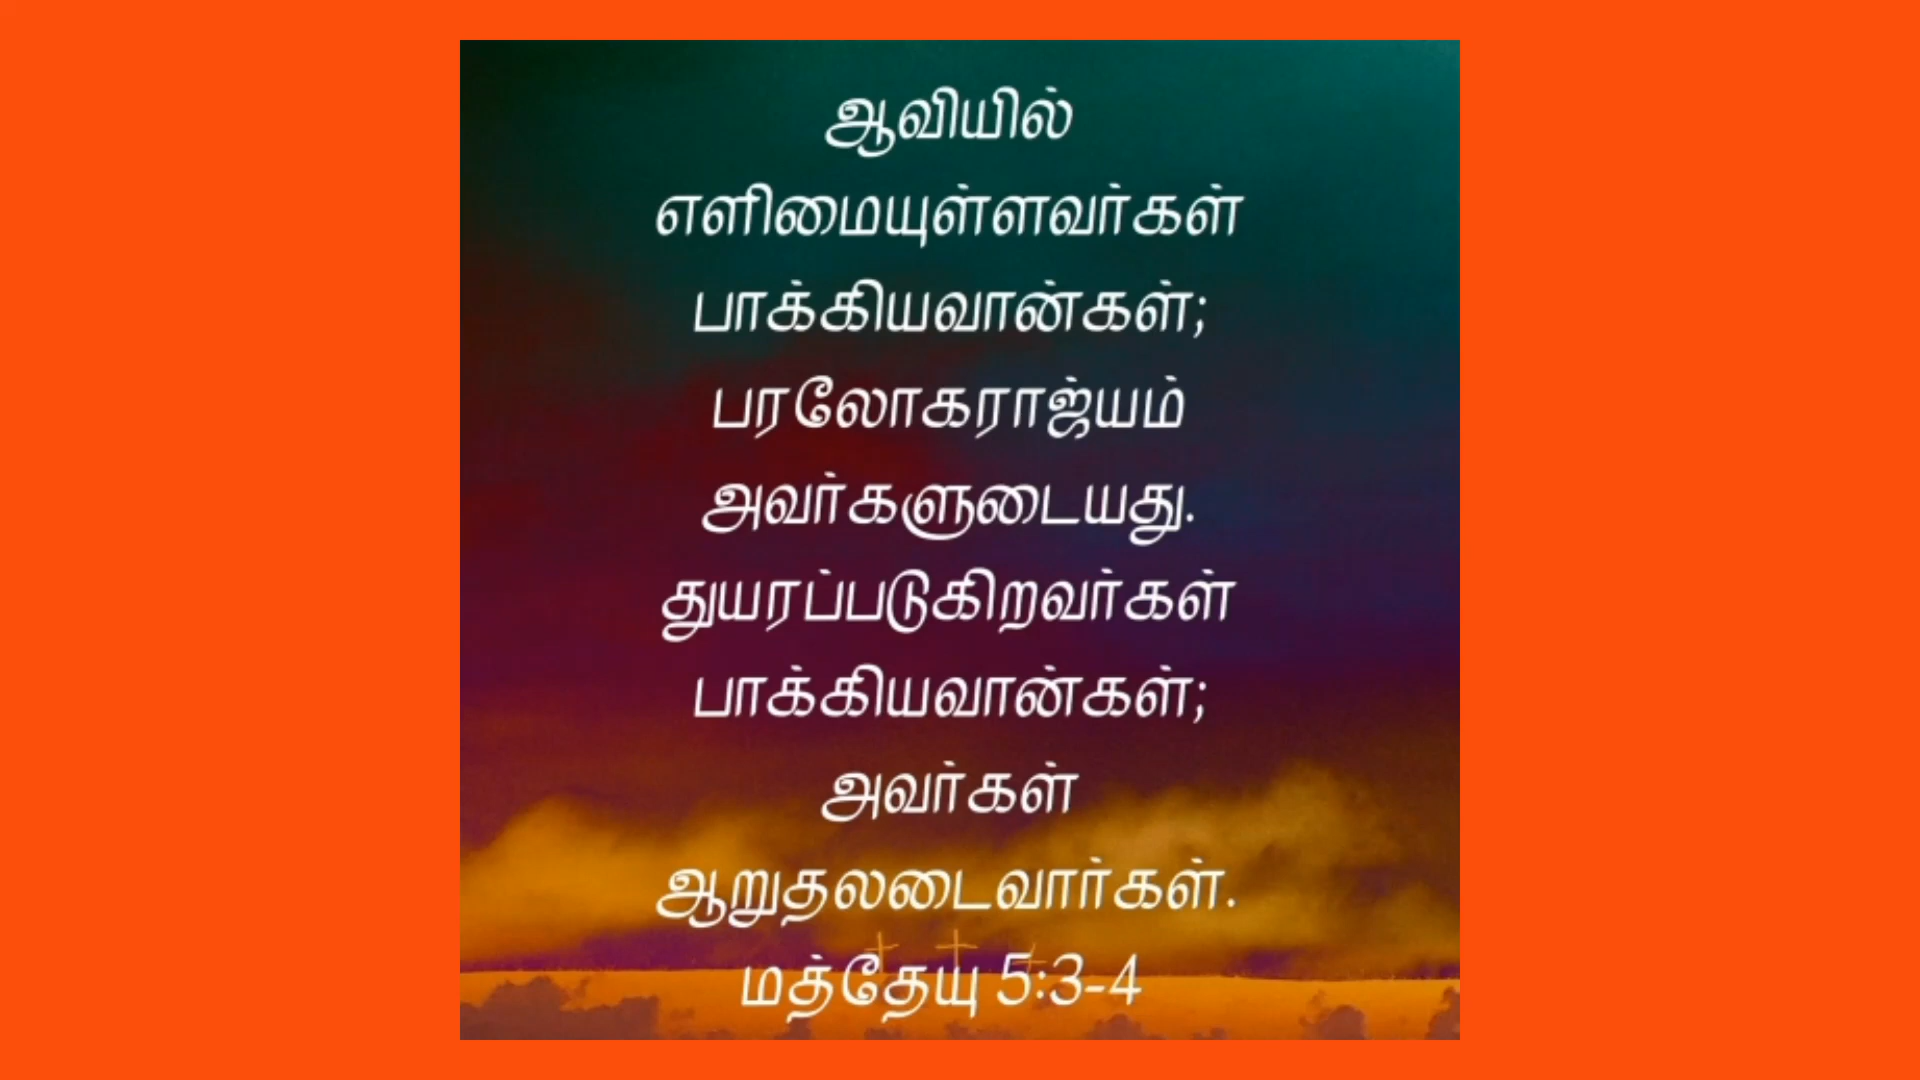 ஆவியில்
எளிமையுள்ளவர்கள்
பாக்கியவான்கள்;
பரலோகராஜ்யம்
அவர்களுடையது.
துயரப்படுகிறவர்கள்
பாக்கியவான்கள்;
அவர்கள்
ஆறுதலடைவார்கள்.
மத்தேயு 5:3-4